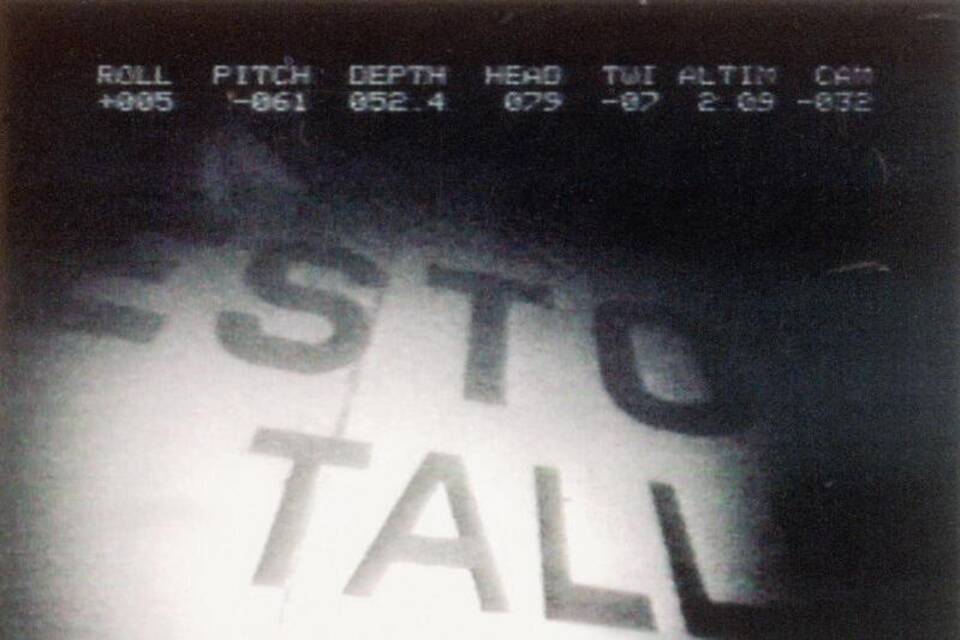 ROLL PITCH DEPTH HEAD TWI ALTIM CAM
+005 -061 052.4 079 -07 2.09 -032
ESTO
TALL